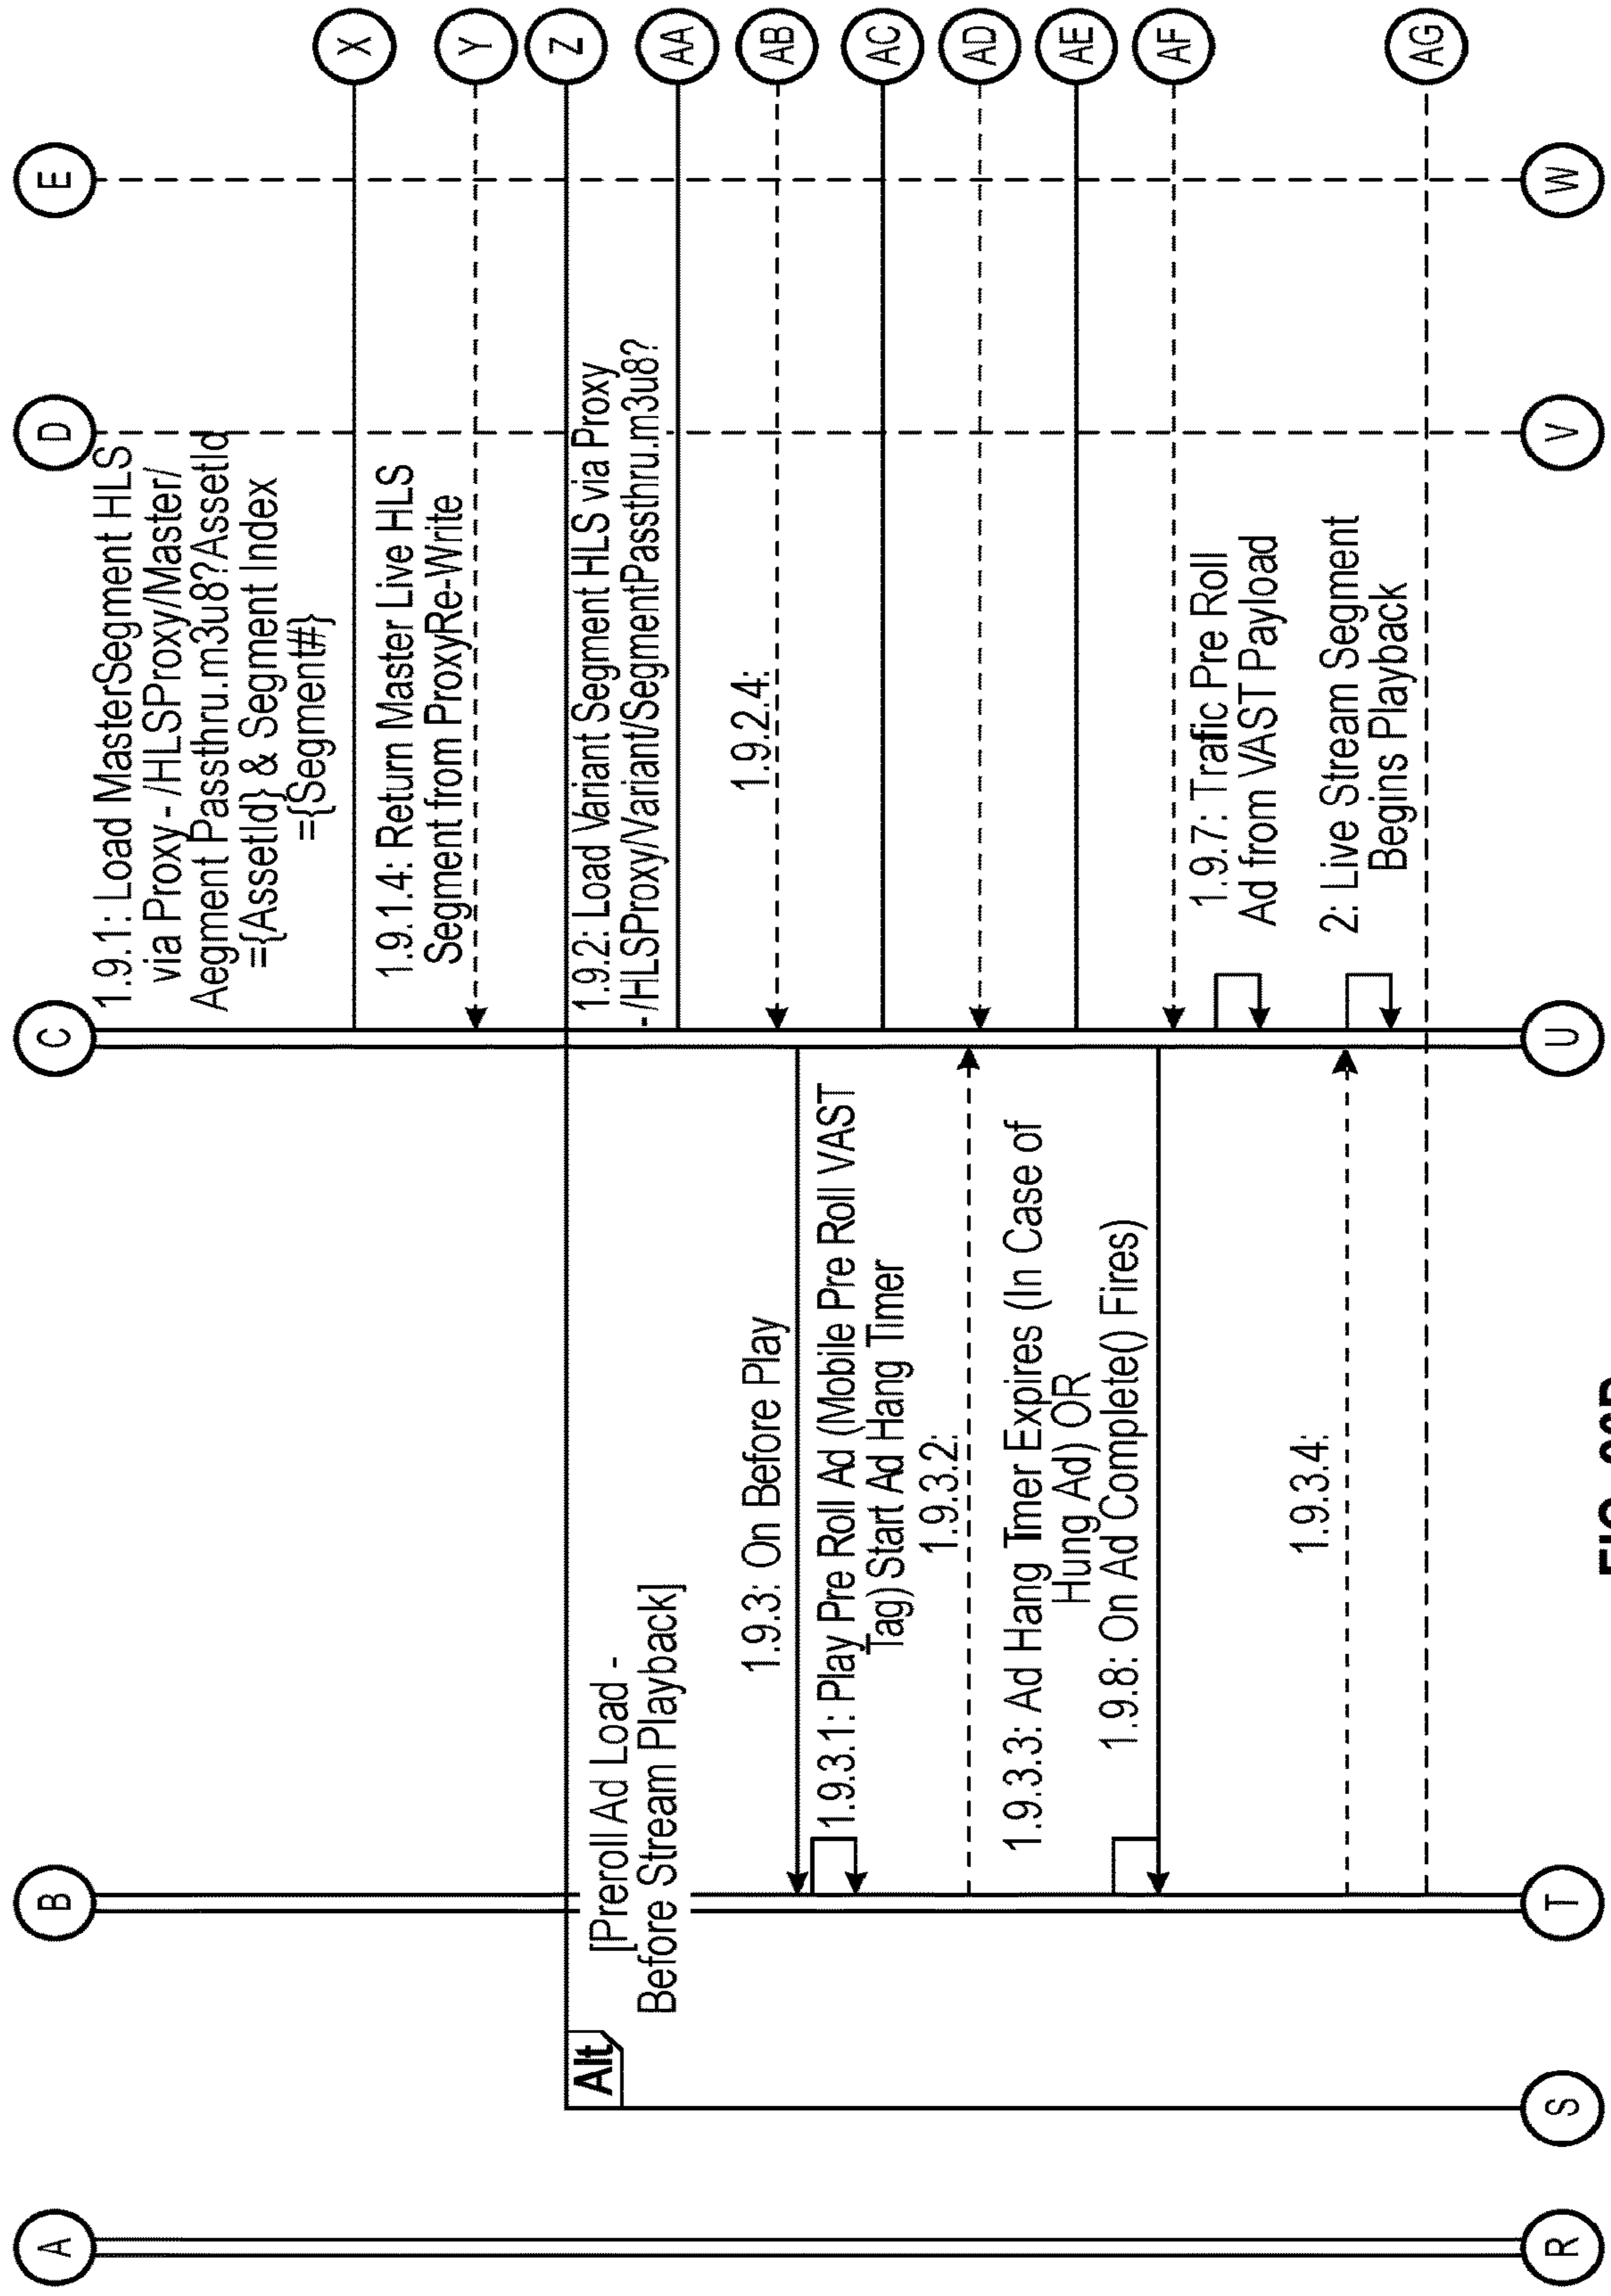 A
B
C
D
E
1.9.1: Load MasterSegment HLS
via Proxy - /HLSProxy/Master/
Aegment Passthru.m3u8?AssetId
={AssetId} & Segment Index
={Segment#}
X
1.9.1.4: Return Master Live HLS
Segment from ProxyRe-Write
Y
Z
Alt
[Preroll Ad Load -
Before Stream Playback]
1.9.2: Load Variant Segment HLS via Proxy
- /HLSProxy/Variant/SegmentPassthru.m3u8?
AA
1.9.2.4:
AB
1.9.3: On Before Play
1.9.3.1: Play Pre Roll Ad (Mobile Pre Roll VAST
Tag) Start Ad Hang Timer
AC
1.9.3.2:
AD
1.9.3.3: Ad Hang Timer Expires (In Case of
Hung Ad) OR
AE
1.9.8: On Ad Complete() Fires)
AF
1.9.7: Traffic Pre Roll
Ad from VAST Payload
1.9.3.4:
2: Live Stream Segment
Begins Playback
AG
R
S
T
U
V
W